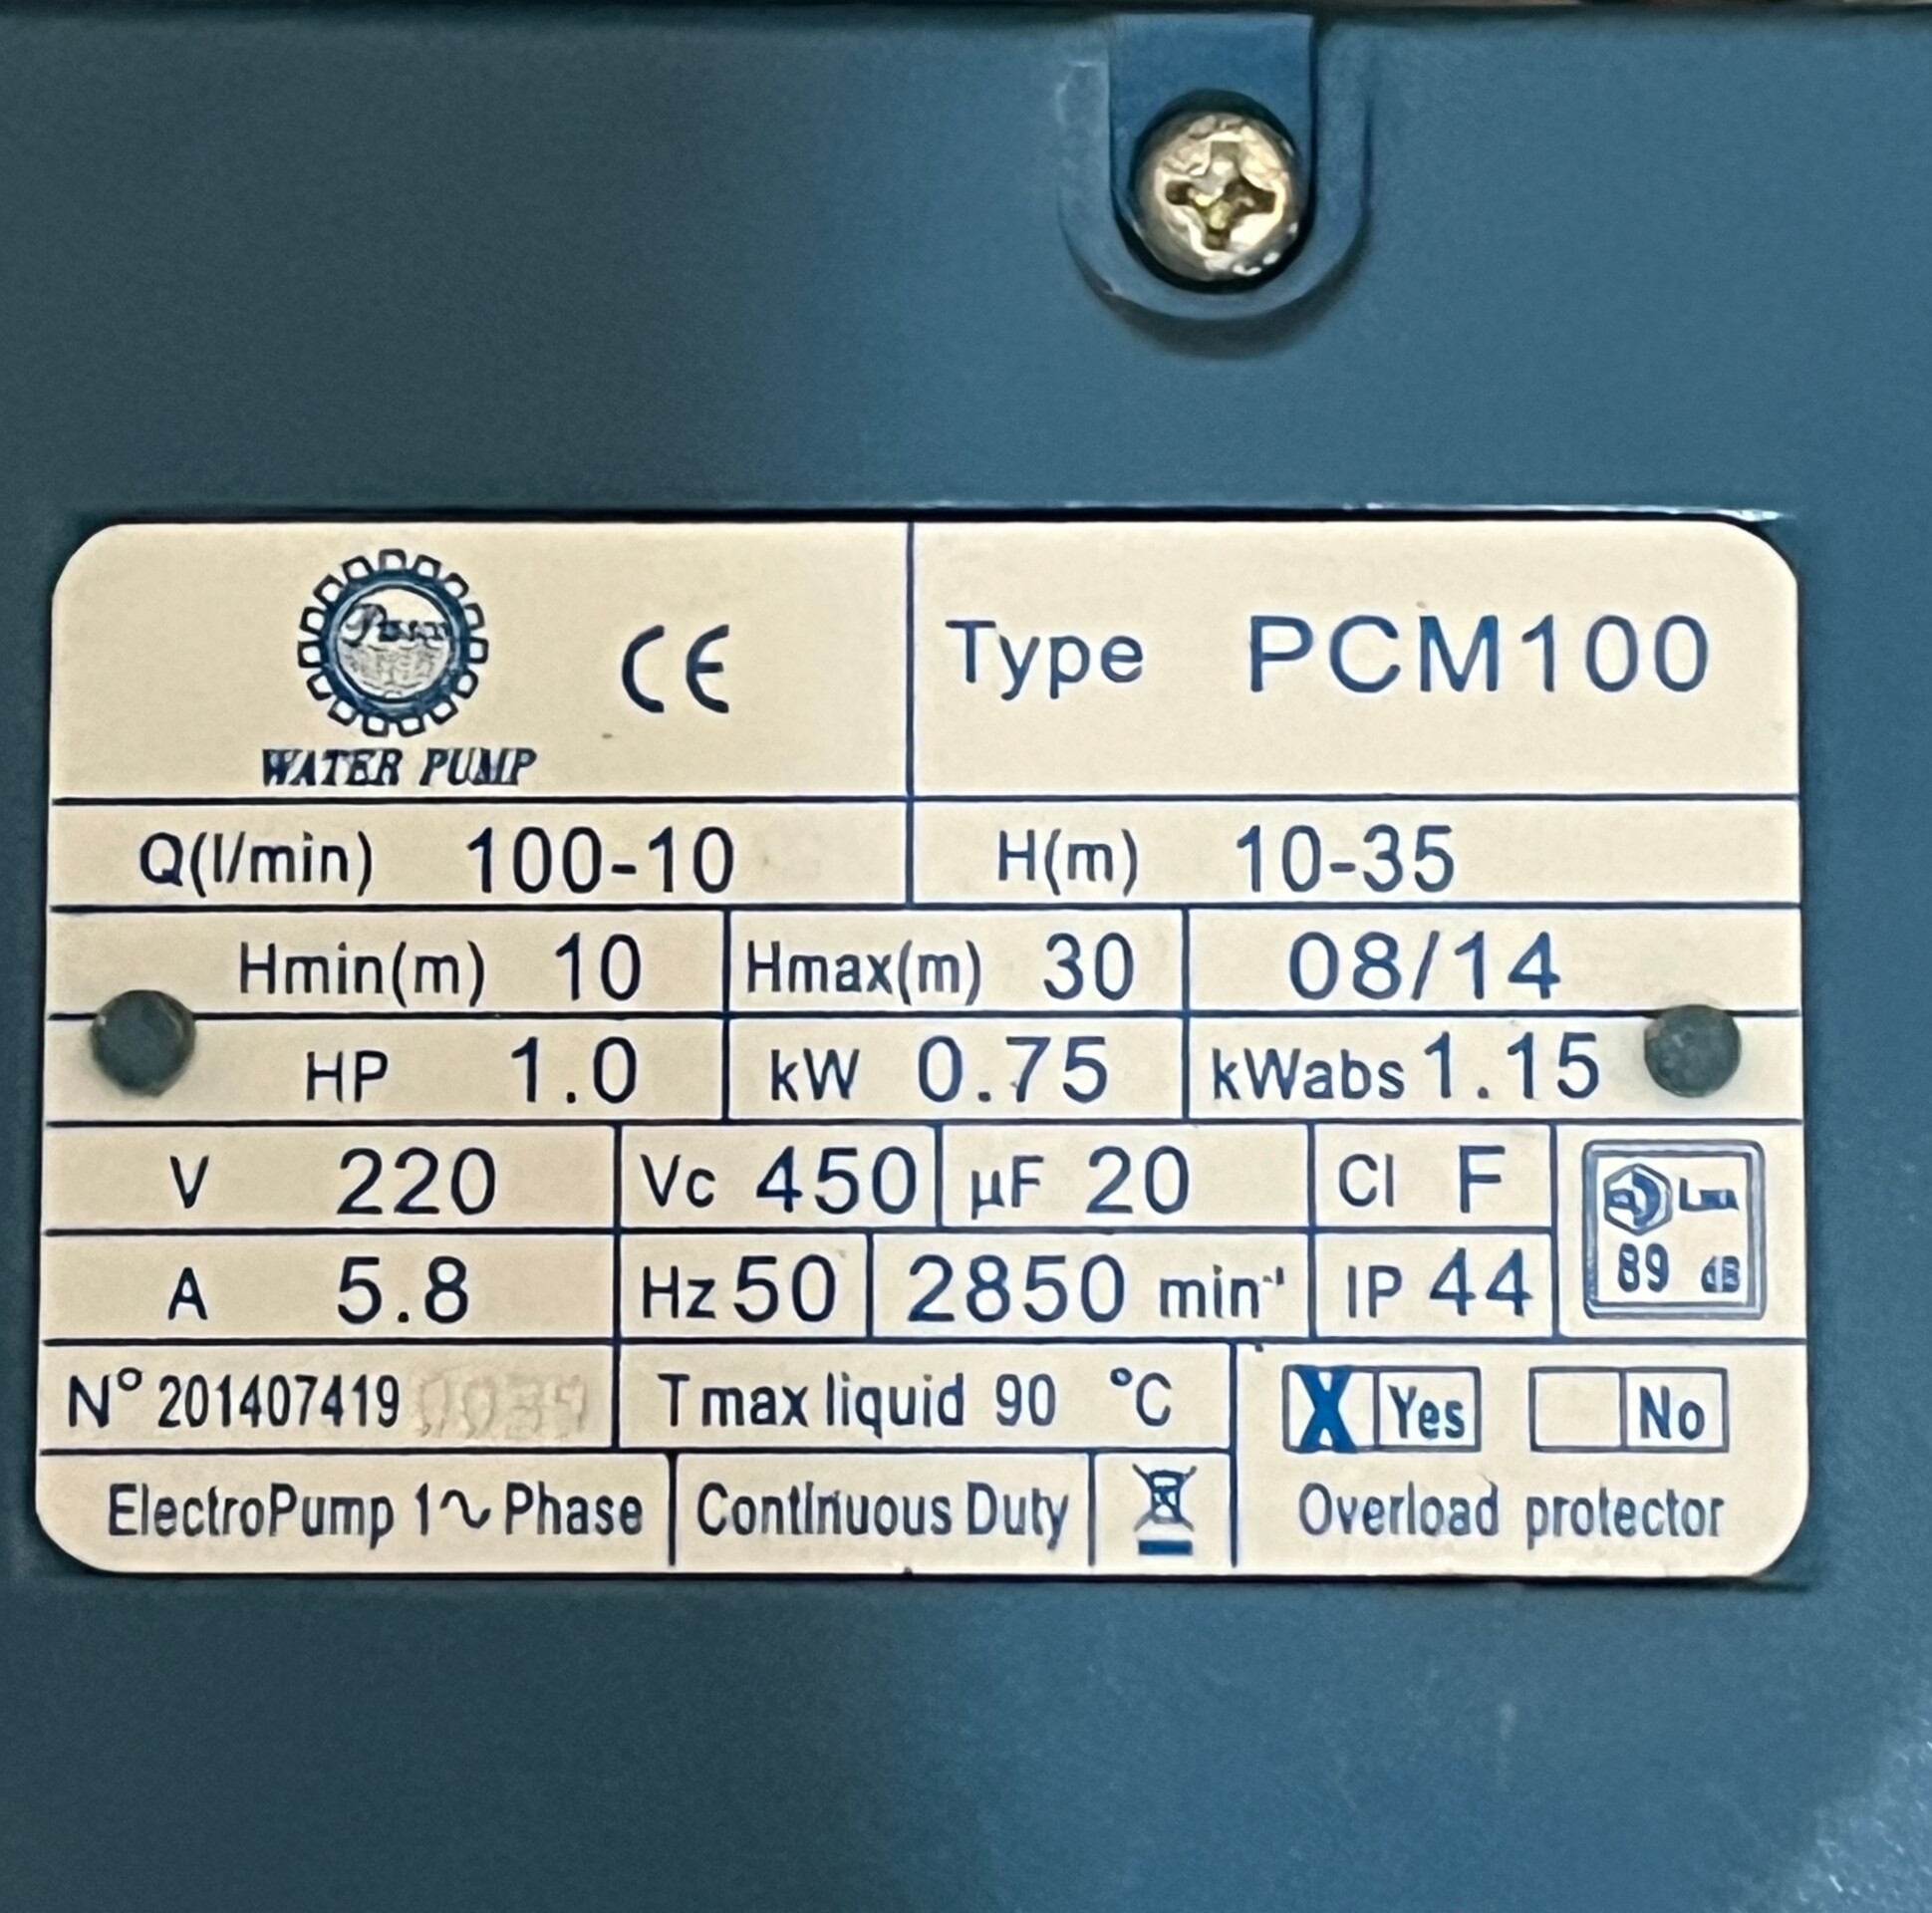 CE
Type PCM100
WATER PUMP
Q(l/min) 100-10 H(m) 10-35
Hmin(m) 10 Hmax(m) 30 08/14
HP 1.0 kW 0.75 kWabs 1.15
V 220 Vc 450 µF 20 Cl F
A 5.8 Hz 50 2850 min⁻¹ IP 44
89 dB
N° 201407419 T max liquid 90 °C X Yes No
ElectroPump 1~ Phase Continuous Duty Overload protector